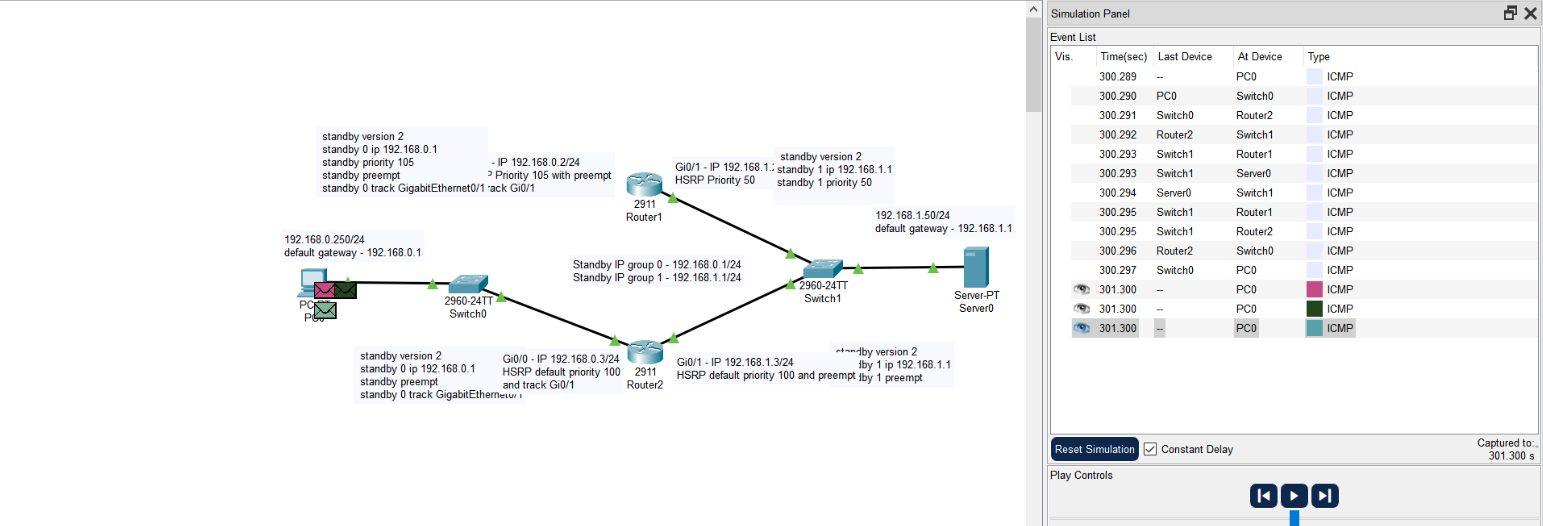 Simulation Panel
Event List
Vis. Time(sec) Last Device At Device Type
300.289 -- PC0 ICMP
300.290 PC0 Switch0 ICMP
300.291 Switch0 Router2 ICMP
300.292 Router2 Switch1 ICMP
300.293 Switch1 Router1 ICMP
300.293 Switch1 Server0 ICMP
300.294 Server0 Switch1 ICMP
300.295 Switch1 Router1 ICMP
300.295 Switch1 Router2 ICMP
300.296 Router2 Switch0 ICMP
300.297 Switch0 PC0 ICMP
301.300 -- PC0 ICMP
301.300 -- PC0 ICMP
301.300 -- PC0 ICMP
Reset Simulation Constant Delay
Captured to:
301.300 s
Play Controls
standby version 2
standby 0 ip 192.168.0.1
standby priority 105
standby preempt
standby 0 track GigabitEthernet0/1
- IP 192.168.0.2/24
Priority 105 with preempt
track Gi0/1
2911
Router1
Gi0/1 - IP 192.168.1.
HSRP Priority 50
standby version 2
standby 1 ip 192.168.1.1
standby 1 priority 50
192.168.1.50/24
default gateway - 192.168.1.1
192.168.0.250/24
default gateway - 192.168.0.1
Standby IP group 0 - 192.168.0.1/24
Standby IP group 1 - 192.168.1.1/24
2960-24TT
Switch0
2960-24TT
Switch1
Server-PT
Server0
standby version 2
standby 0 ip 192.168.0.1
standby preempt
standby 0 track GigabitEthernet0/1
Gi0/0 - IP 192.168.0.3/24
HSRP default priority 100
and track Gi0/1
2911
Router2
Gi0/1 - IP 192.168.1.3/24
HSRP default priority 100 and preempt
standby version 2
dby 1 ip 192.168.1.1
dby 1 preempt